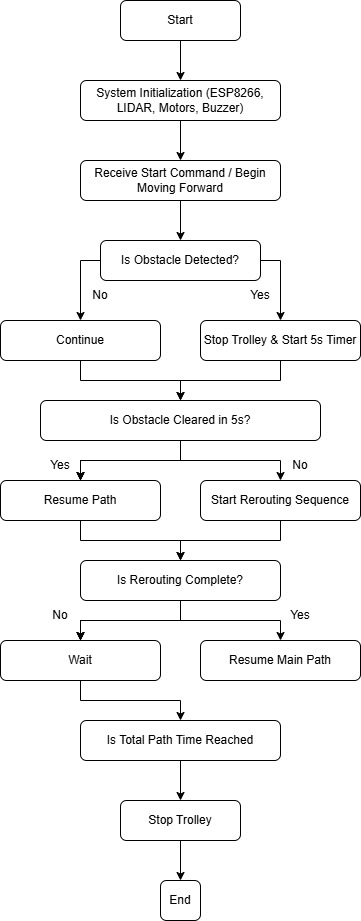 Start
System Initialization (ESP8266,
LIDAR, Motors, Buzzer)
Receive Start Command / Begin
Moving Forward
Is Obstacle Detected?
No
Yes
Continue
Stop Trolley & Start 5s Timer
Is Obstacle Cleared in 5s?
Yes
No
Resume Path
Start Rerouting Sequence
Is Rerouting Complete?
No
Yes
Wait
Resume Main Path
Is Total Path Time Reached
Stop Trolley
End